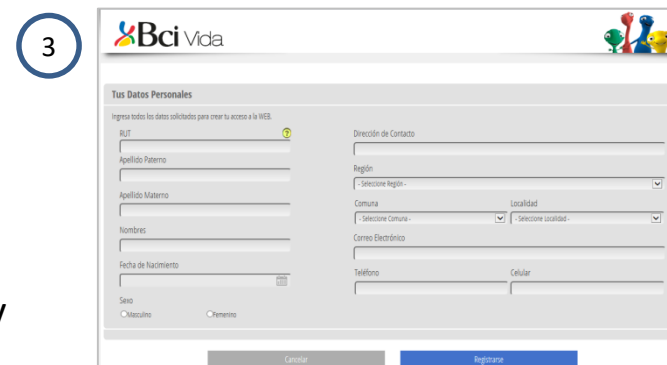 3
Bci Vida
Tus Datos Personales
Ingresa todos los datos solicitados para crear tu acceso a la WEB.
RUT ?
Apellido Paterno
Apellido Materno
Nombres
Fecha de Nacimiento
Sexo
Masculino Femenino
Dirección de Contacto
Región
- Seleccione Región -
Comuna Localidad
- Seleccione Comuna - - Seleccione Localidad -
Correo Electrónico
Teléfono Celular
Cancelar Registrarse